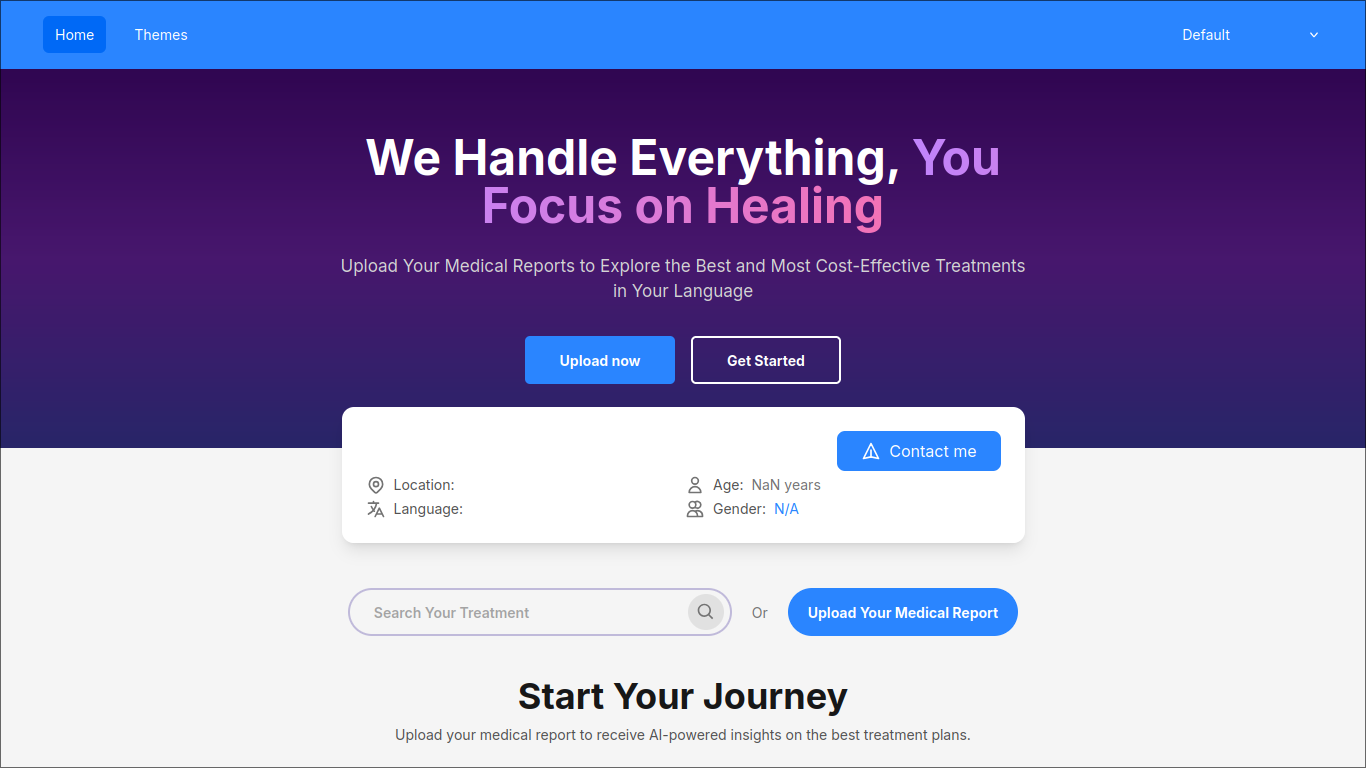 Home Themes Default
We Handle Everything, You
Focus on Healing
Upload Your Medical Reports to Explore the Best and Most Cost-Effective Treatments
in Your Language
Upload now Get Started
Contact me
Location: Age: NaN years
Language: Gender: N/A
Search Your Treatment Or Upload Your Medical Report
Start Your Journey
Upload your medical report to receive AI-powered insights on the best treatment plans.